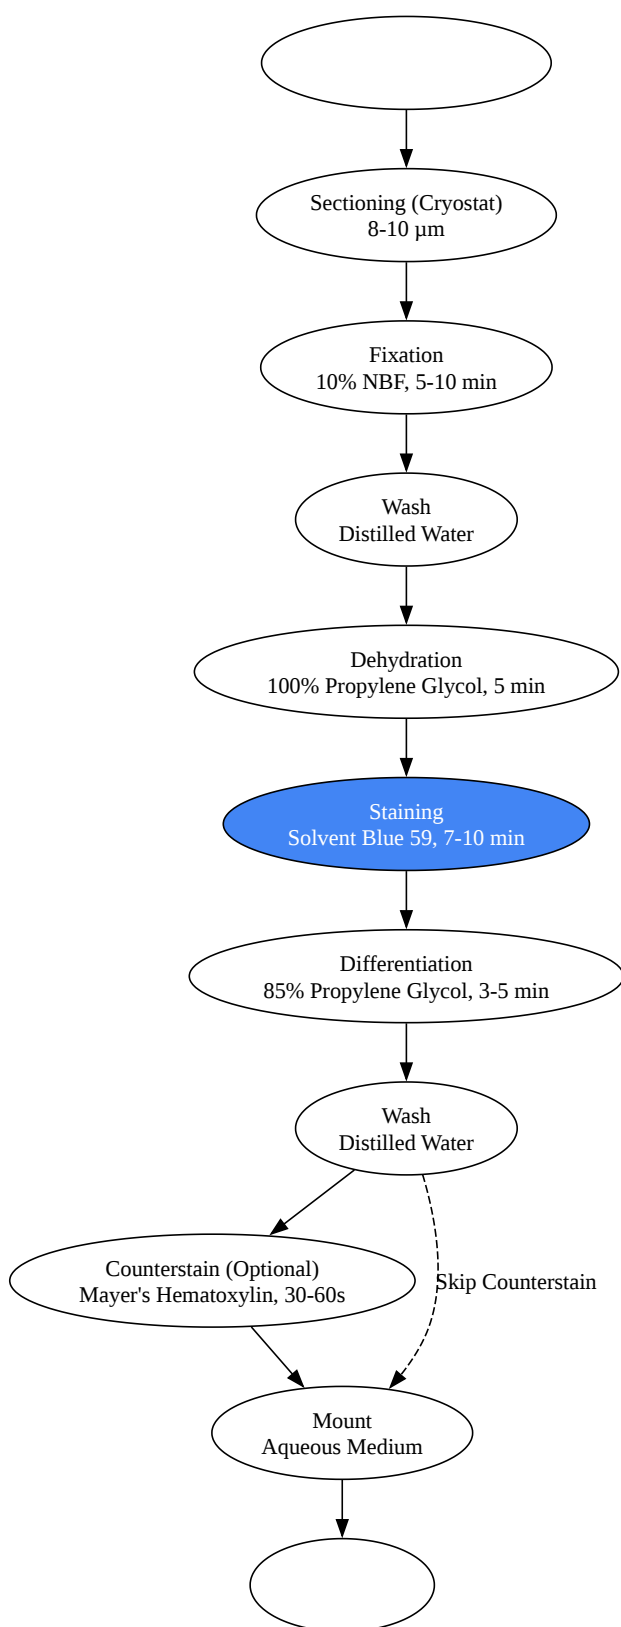 Sectioning (Cryostat)
8-10 µm
Fixation
10% NBF, 5-10 min
Wash
Distilled Water
Dehydration
100% Propylene Glycol, 5 min
Staining
Solvent Blue 59, 7-10 min
Differentiation
85% Propylene Glycol, 3-5 min
Wash
Distilled Water
Counterstain (Optional)
Mayer's Hematoxylin, 30-60s
Skip Counterstain
Mount
Aqueous Medium